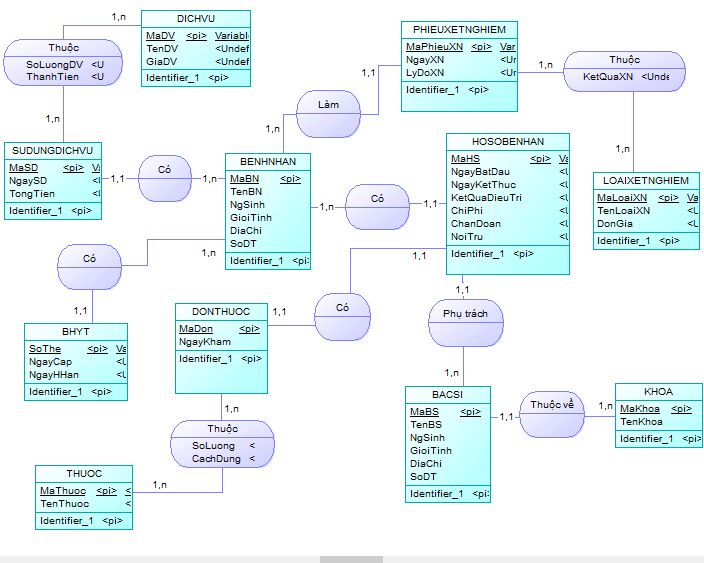 DICHVU
MaDV <pi> Variabl
TenDV <Undef
GiaDV <Undef
Identifier_1 <pi>
1,n
Thuộc
SoLuongDV <U
ThanhTien <U
1,n
SUDUNGDICHVU
MaSD <pi> Va
NgaySD <U
TongTien <U
Identifier_1 <pi>
1,1
Có
1,n
PHIEUXETNGHIEM
MaPhieuXN <pi> Var
NgayXN <Un
LyDoXN <Un
Identifier_1 <pi>
1,1
Làm
1,n
1,n
Thuộc
KetQuaXN <Unde
1,n
LOAIXETNGHIEM
MaLoaiXN <pi> Va
TenLoaiXN <U
DonGia <U
Identifier_1 <pi>
BENHNHAN
MaBN <pi>
TenBN
NgSinh
GioiTinh
DiaChi
SoDT
Identifier_1 <pi>
1,n
Có
1,1
HOSOBENHAN
MaHS <pi> Va
NgayBatDau <U
NgayKetThuc <U
KetQuaDieuTri <U
ChiPhi <U
ChanDoan <U
NoiTru <U
Identifier_1 <pi>
1,n
Có
1,1
BHYT
SoThe <pi> Va
NgayCap <U
NgayHHan <U
Identifier_1 <pi>
1,1
Có
1,1
DONTHUOC
MaDon <pi>
NgayKham
Identifier_1 <pi>
1,1
Phụ trách
1,n
BACSI
MaBS <pi>
TenBS
NgSinh
GioiTinh
DiaChi
SoDT
Identifier_1 <pi>
1,1
Thuộc về
1,n
KHOA
MaKhoa <pi>
TenKhoa
Identifier_1 <pi>
1,n
Thuộc
SoLuong <
CachDung <
1,n
THUOC
MaThuoc <pi>
TenThuoc <
Identifier_1 <pi>